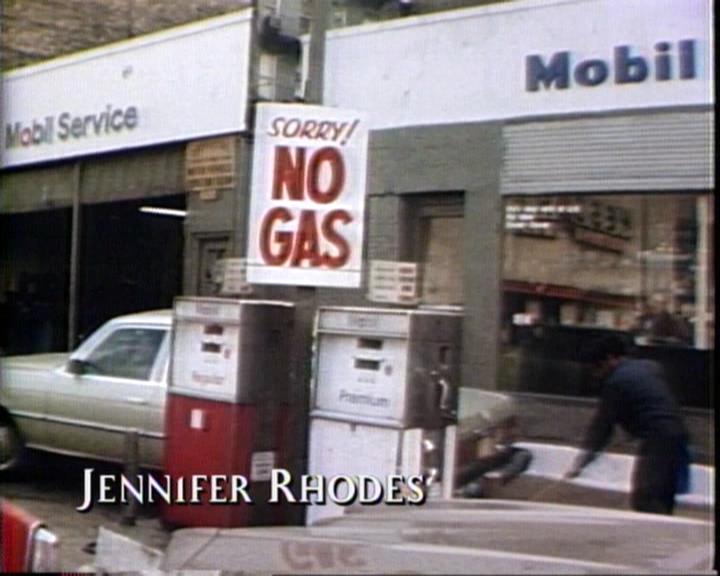 Mobil
Mobil Service
SORRY!
NO
GAS
Regular
Premium
JENNIFER RHODES